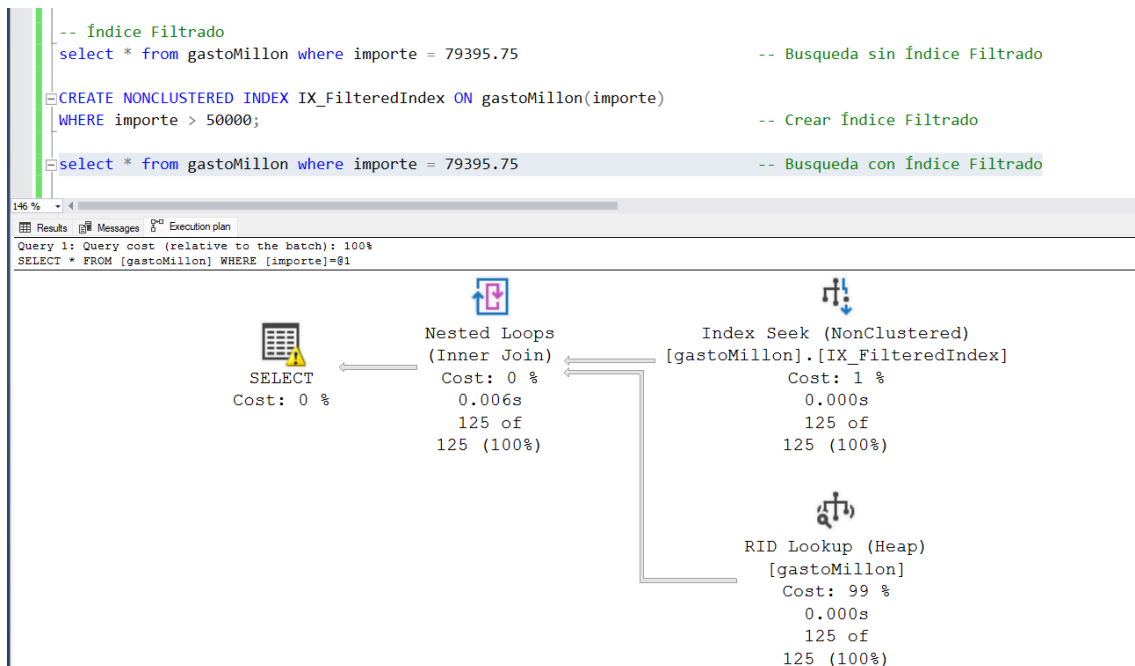 -- Índice Filtrado
select * from gastoMillon where importe = 79395.75 -- Busqueda sin Índice Filtrado
CREATE NONCLUSTERED INDEX IX_FilteredIndex ON gastoMillon(importe)
WHERE importe > 50000; -- Crear Índice Filtrado
select * from gastoMillon where importe = 79395.75 -- Busqueda con Índice Filtrado
146 %
Results Messages Execution plan
Query 1: Query cost (relative to the batch): 100%
SELECT * FROM [gastoMillon] WHERE [importe]=@1
SELECT
Cost: 0 %
Nested Loops
(Inner Join)
Cost: 0 %
0.006s
125 of
125 (100%)
Index Seek (NonClustered)
[gastoMillon].[IX_FilteredIndex]
Cost: 1 %
0.000s
125 of
125 (100%)
RID Lookup (Heap)
[gastoMillon]
Cost: 99 %
0.000s
125 of
125 (100%)